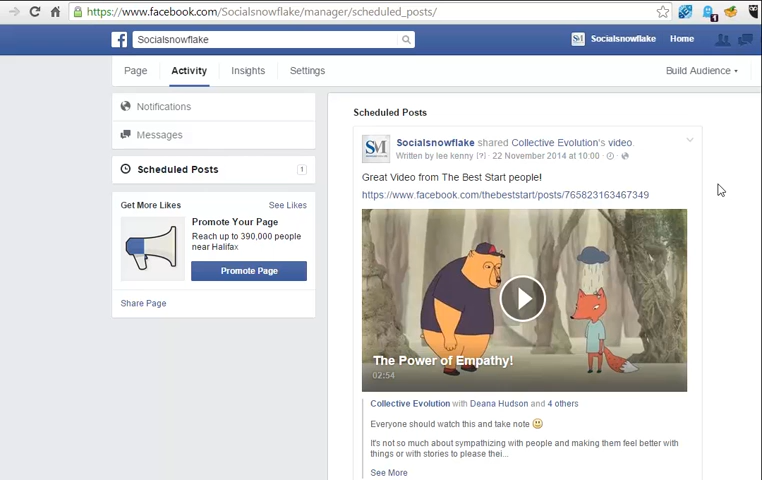 https://www.facebook.com/Socialsnowflake/manager/scheduled_posts/
1
Socialsnowflake
Socialsnowflake Home
Page Activity Insights Settings
Build Audience
Notifications
Messages
Scheduled Posts 1
Get More Likes See Likes
Promote Your Page
Reach up to 390,000 people
near Halifax
Promote Page
Share Page
Scheduled Posts
SM
Socialsnowflake shared Collective Evolution's video.
Written by lee kenny [?] · 22 November 2014 at 10:00 ·
Great Video from The Best Start people!
https://www.facebook.com/thebeststart/posts/765823163467349
The Power of Empathy!
02:54
Collective Evolution with Deana Hudson and 4 others
Everyone should watch this and take note
It's not so much about sympathizing with people and making them feel better with
things or with stories to please thei...
See More